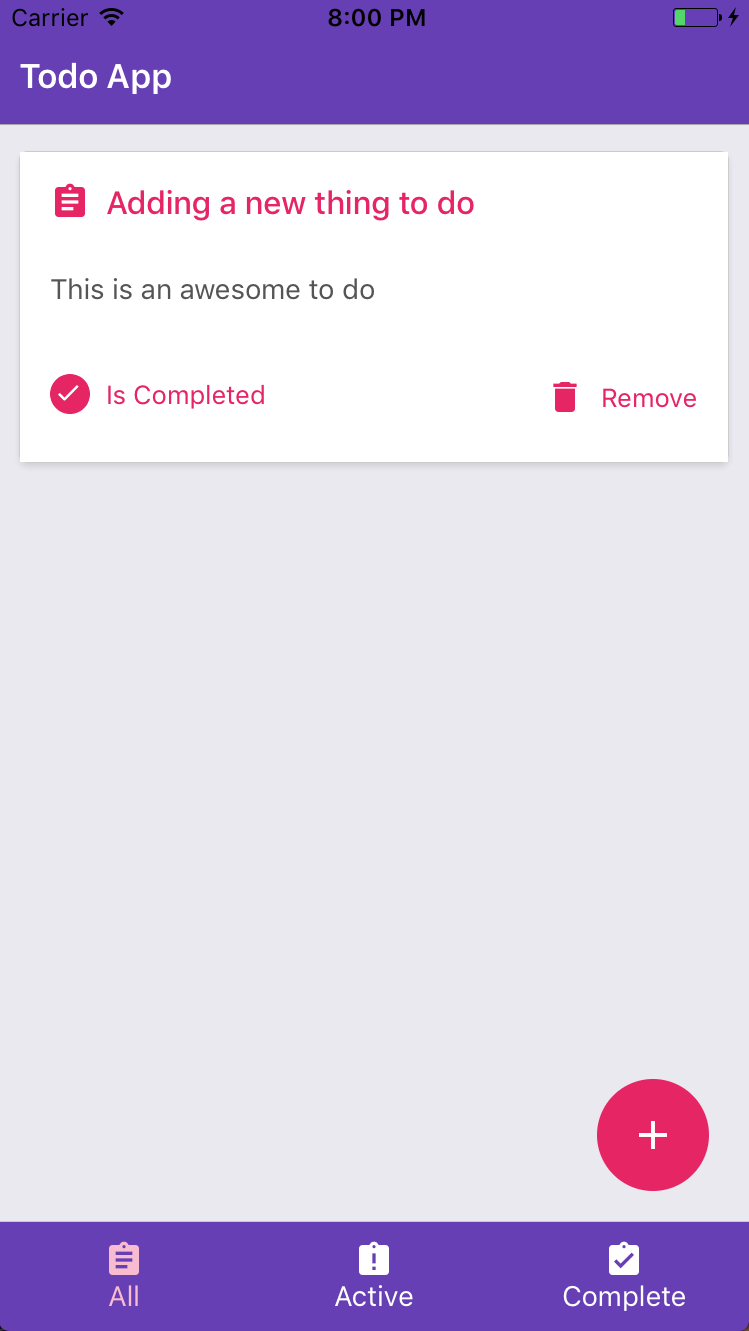 Carrier 8:00 PM
Todo App
Adding a new thing to do
This is an awesome to do
Is Completed Remove
All Active Complete